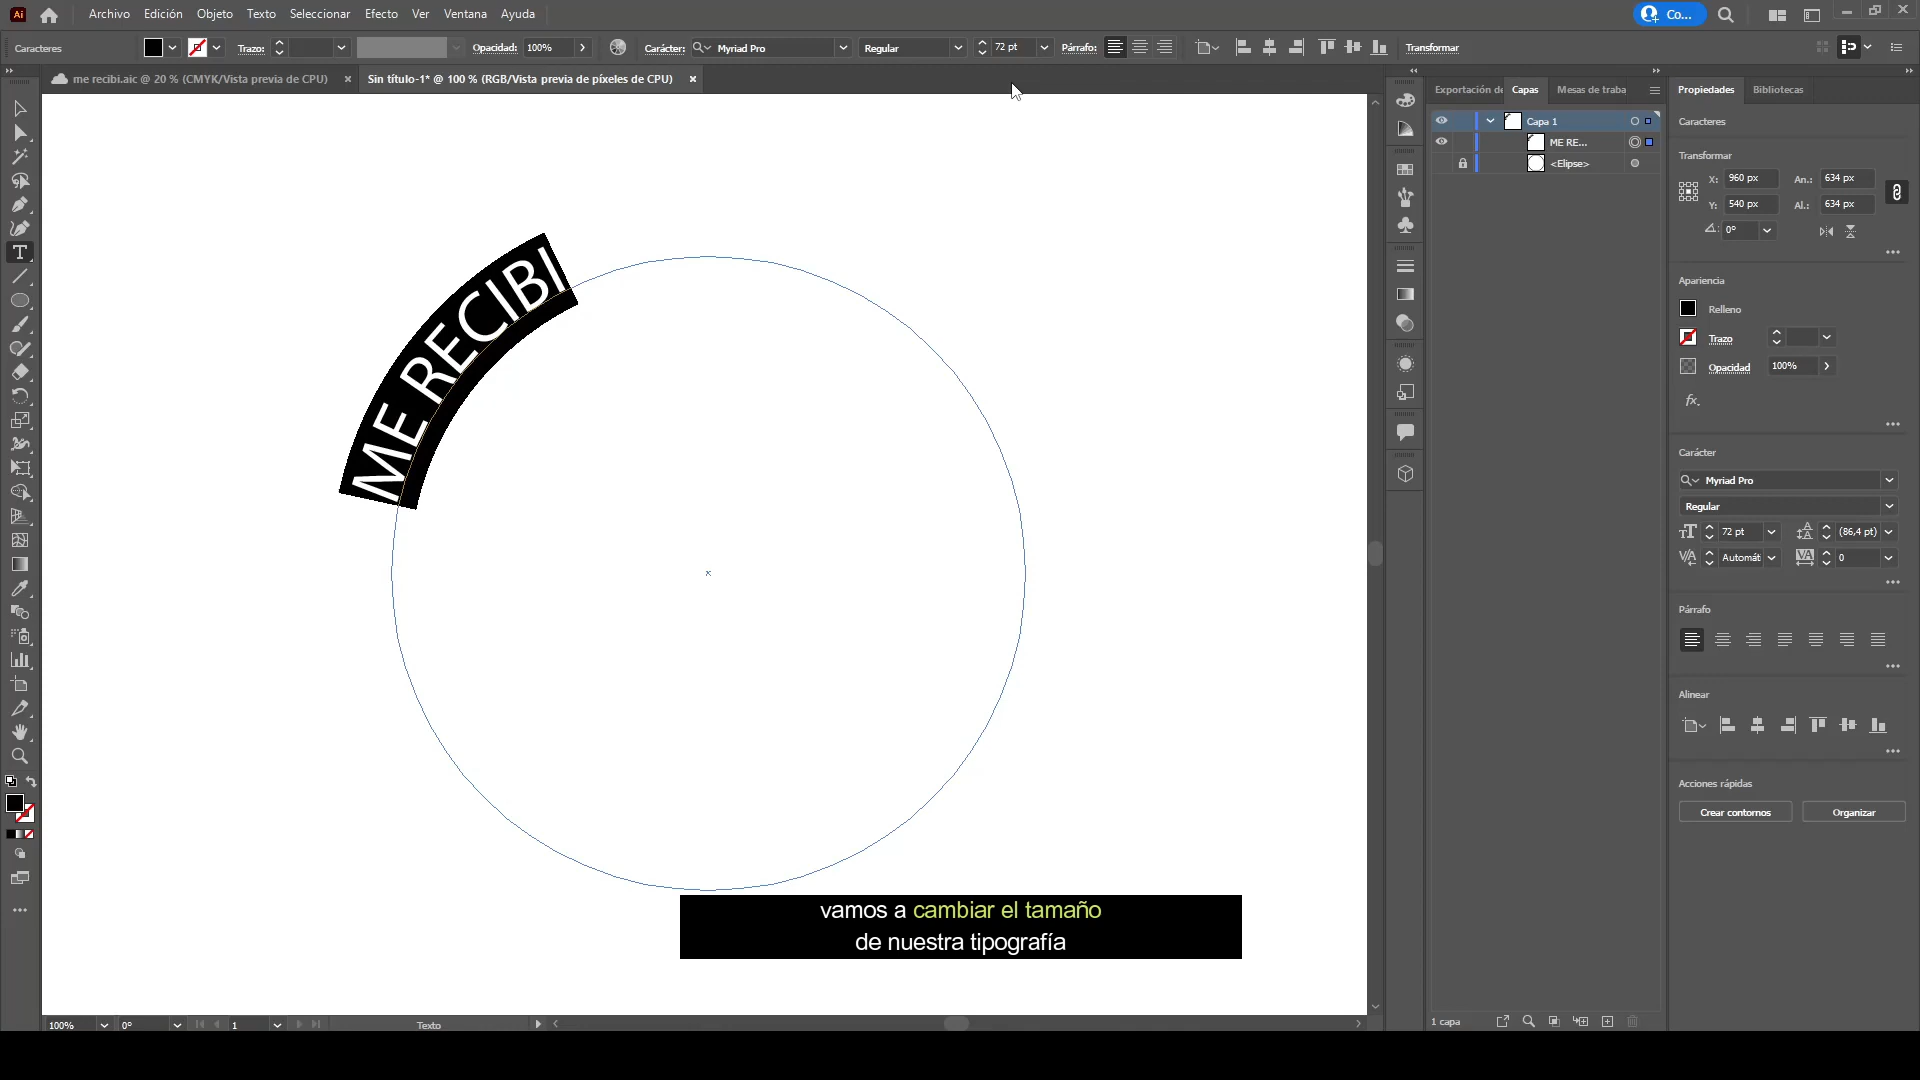 Ai Archivo Edición Objeto Texto Seleccionar Efecto Ver Ventana Ayuda Co...
Caracteres Trazo: Opacidad: 100% Carácter: Myriad Pro Regular 72 pt Párrafo: Transformar
me recibi.aic @ 20 % (CMYK/Vista previa de CPU) × Sin título-1* @ 100 % (RGB/Vista previa de píxeles de CPU) ×
Exportación de Capas Mesas de traba Propiedades Bibliotecas
Capa 1
ME RE...
<Elipse>
Caracteres
Transformar
X: 960 px An.: 634 px
Y: 540 px Al.: 634 px
0°
Apariencia
Relleno
Trazo
Opacidad 100%
fx.
Carácter
Myriad Pro
Regular
72 pt (86,4 pt)
Automát 0
Párrafo
Alinear
Acciones rápidas
Crear contornos Organizar
ME RECIBI
vamos a cambiar el tamaño
de nuestra tipografía
100% 0° 1 Texto
1 capa